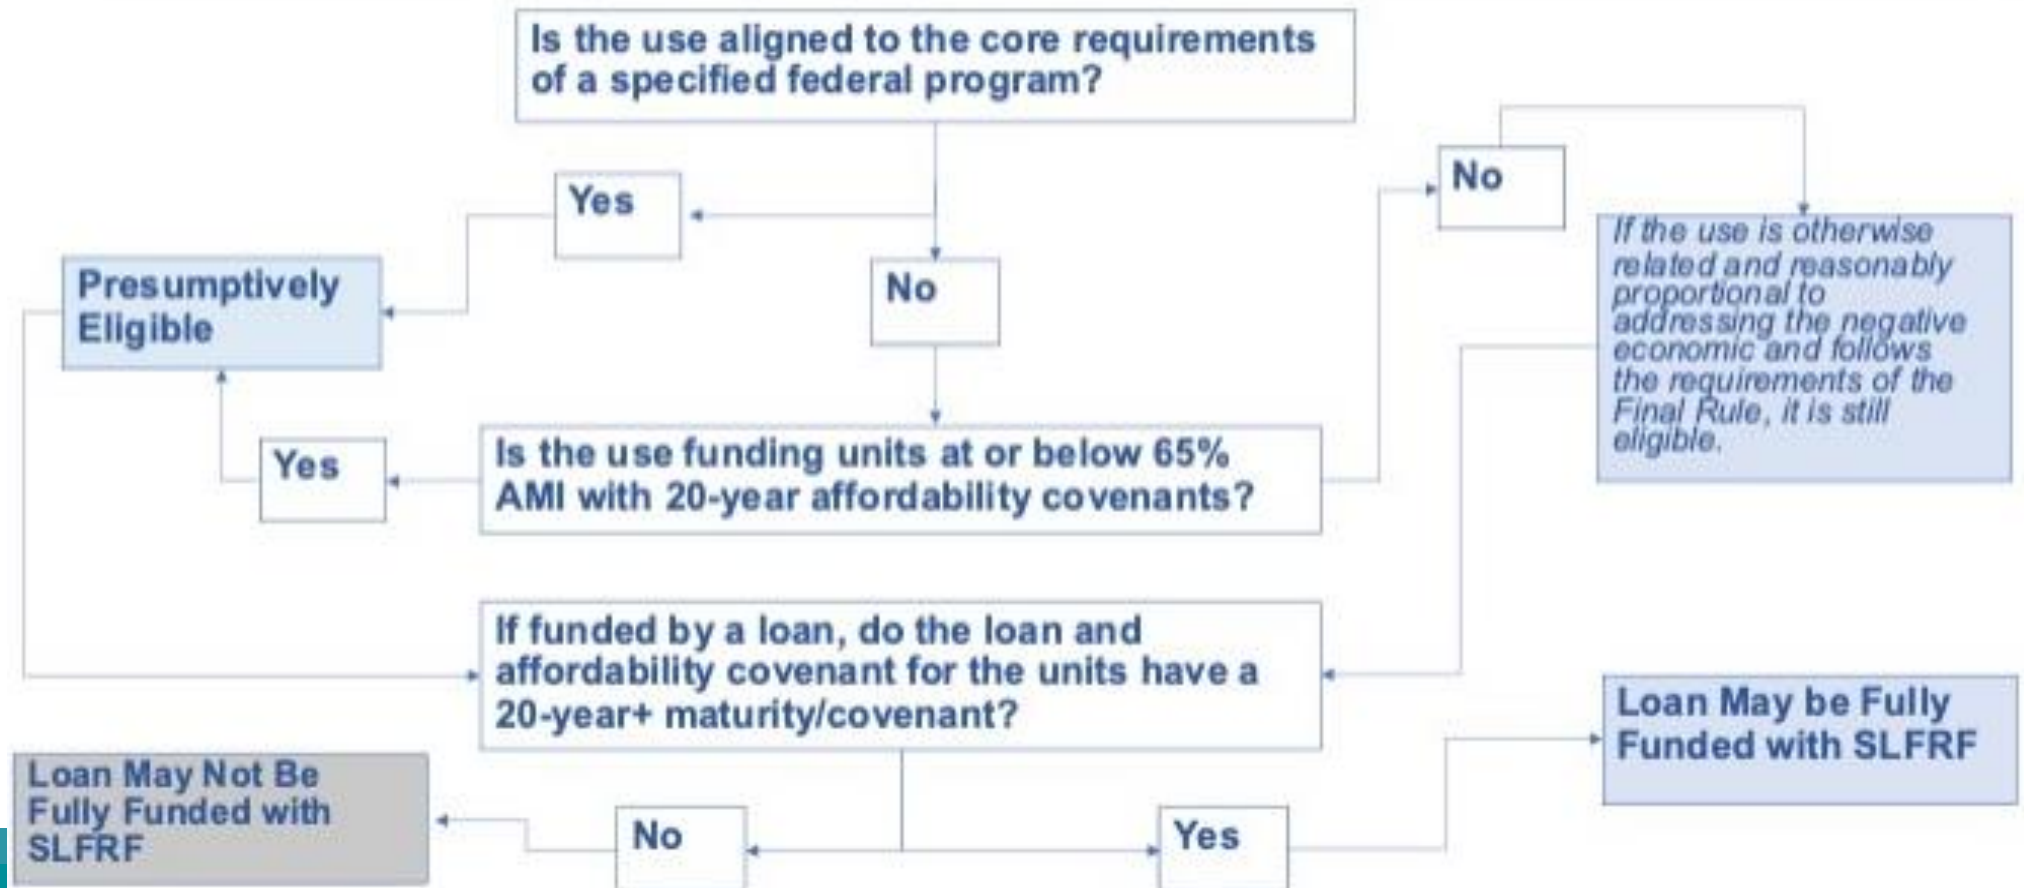 Is the use aligned to the core requirements
of a specified federal program?
Yes
No
No
Presumptively
Eligible
If the use is otherwise
related and reasonably
proportional to
addressing the negative
economic and follows
the requirements of the
Final Rule, it is still
eligible.
Yes
Is the use funding units at or below 65%
AMI with 20-year affordability covenants?
If funded by a loan, do the loan and
affordability covenant for the units have a
20-year+ maturity/covenant?
Loan May be Fully
Funded with SLFRF
Loan May Not Be
Fully Funded with
SLFRF
No
Yes